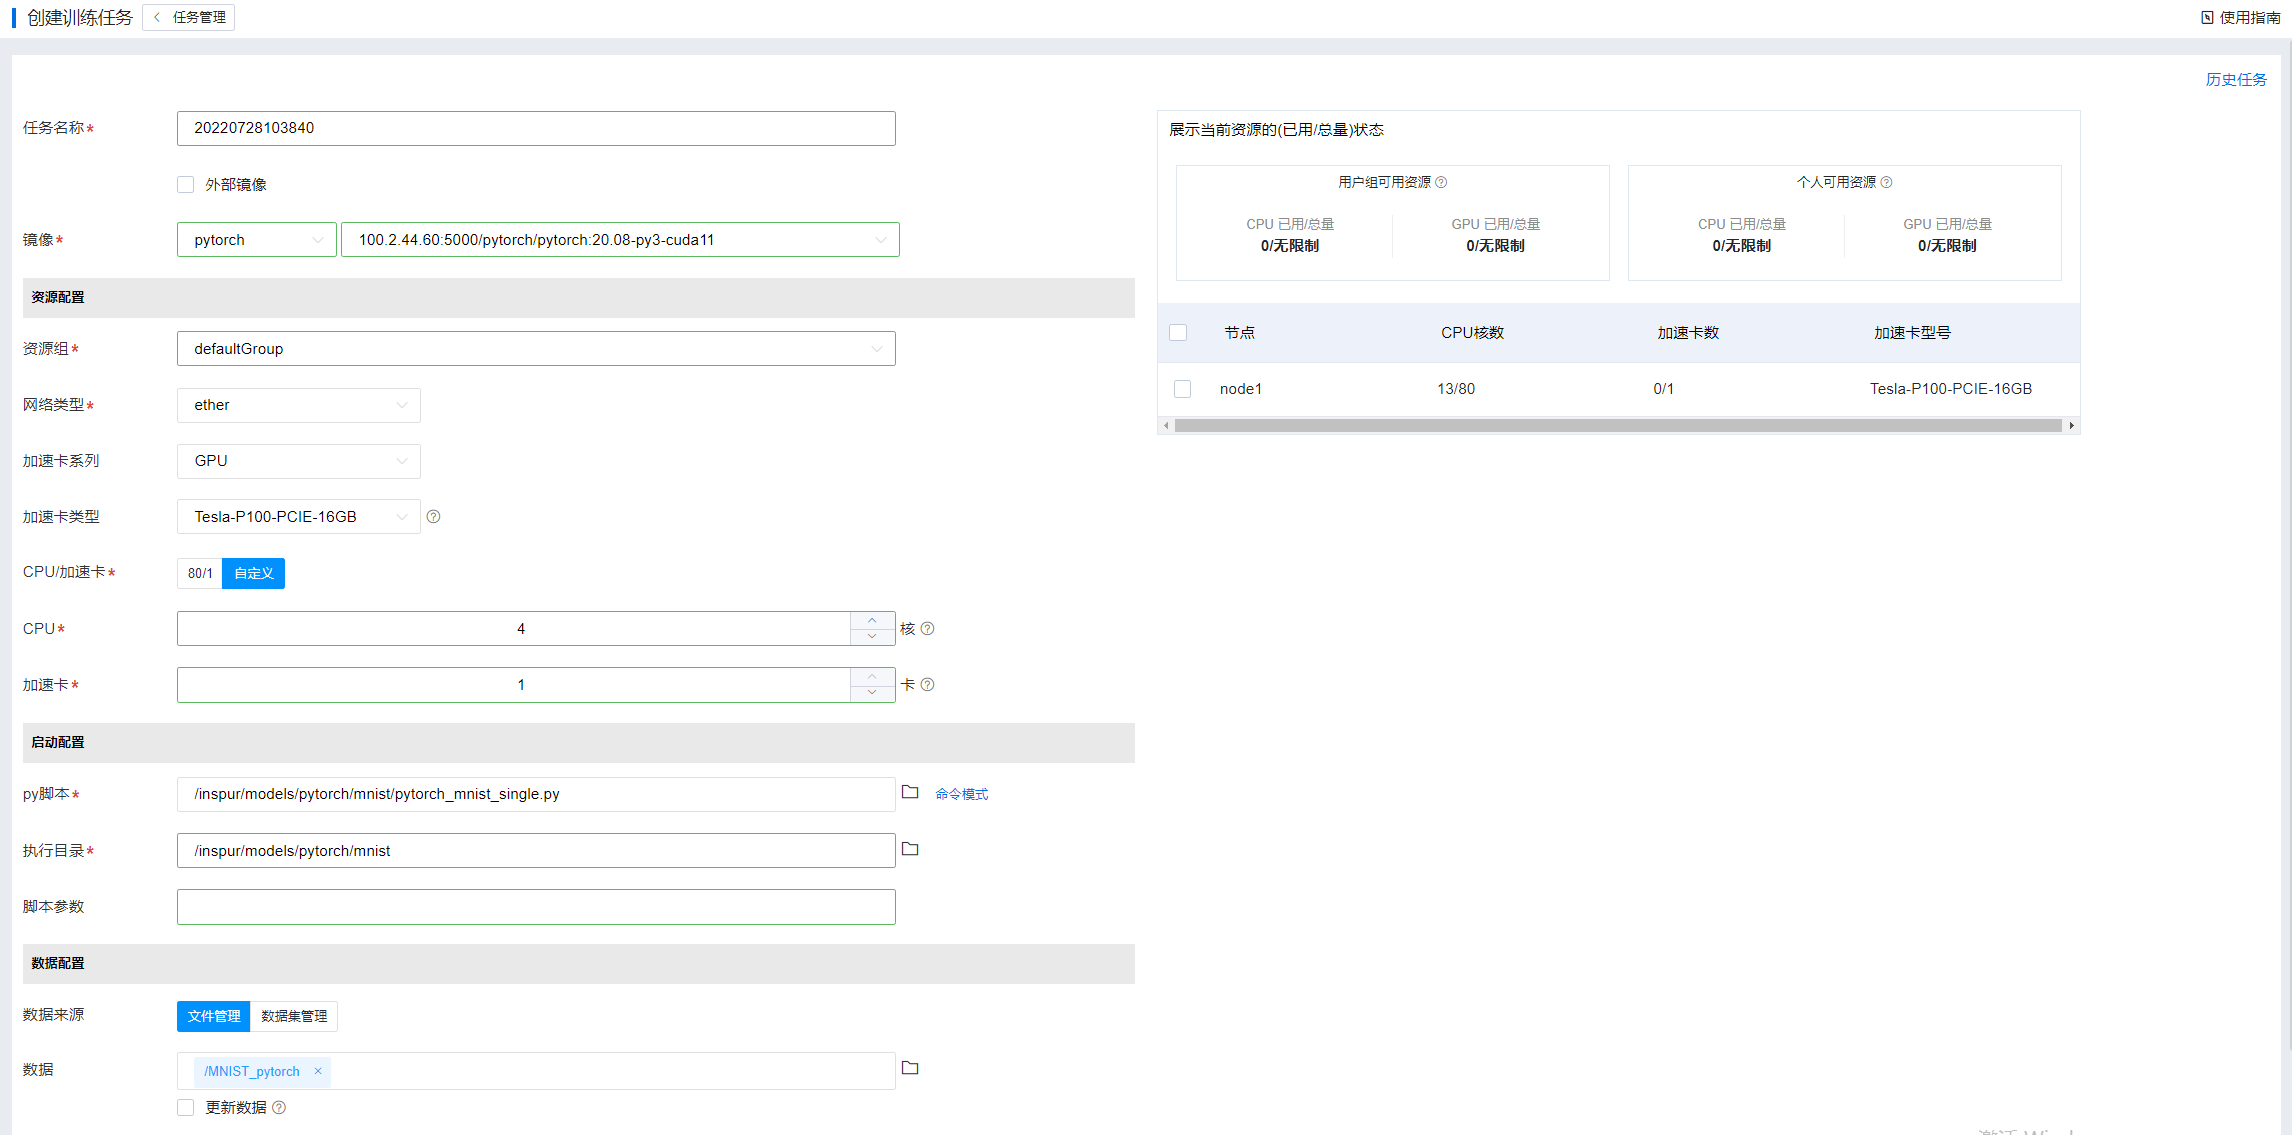 创建训练任务 任务管理 使用指南
历史任务
任务名称* 20220728103840
外部镜像
镜像* pytorch 100.2.44.60:5000/pytorch/pytorch:20.08-py3-cuda11
资源配置
资源组* defaultGroup
网络类型* ether
加速卡系列 GPU
加速卡类型 Tesla-P100-PCIE-16GB
CPU/加速卡* 80/1 自定义
CPU* 4 核
加速卡* 1 卡
启动配置
py脚本* /inspur/models/pytorch/mnist/pytorch_mnist_single.py 命令模式
执行目录* /inspur/models/pytorch/mnist
脚本参数
数据配置
数据来源 文件管理 数据集管理
数据 /MNIST_pytorch ×
更新数据
展示当前资源的(已用/总量)状态
用户组可用资源 个人可用资源
CPU 已用/总量 GPU 已用/总量 CPU 已用/总量 GPU 已用/总量
0/无限制 0/无限制 0/无限制 0/无限制
节点 CPU核数 加速卡数 加速卡型号
node1 13/80 0/1 Tesla-P100-PCIE-16GB